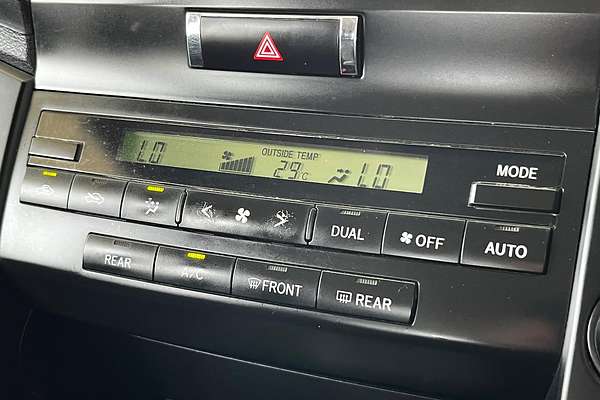 LO OUTSIDE TEMP 29°C LO
MODE
DUAL OFF AUTO
REAR A/C FRONT REAR